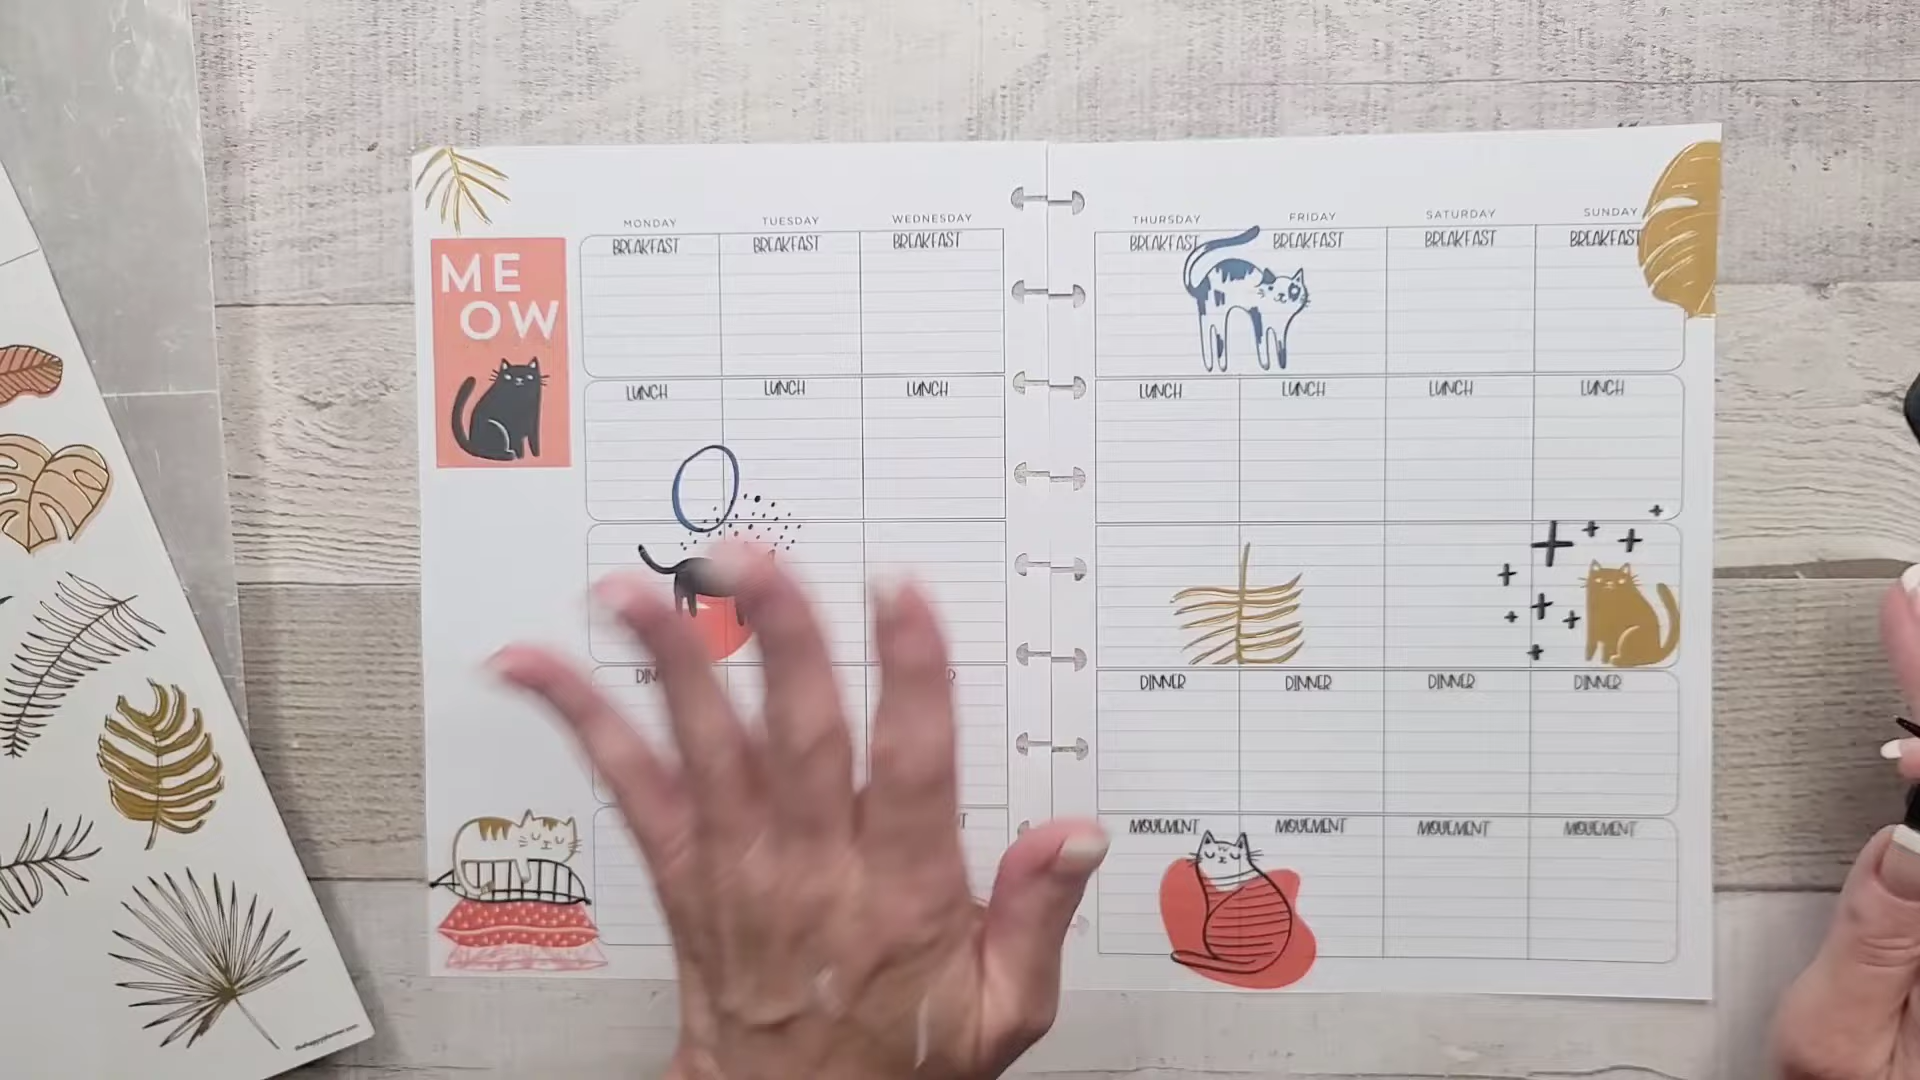 MONDAY TUESDAY WEDNESDAY THURSDAY FRIDAY SATURDAY SUNDAY
BREAKFAST BREAKFAST BREAKFAST BREAKFAST BREAKFAST BREAKFAST BREAKFAST
ME
OW
LUNCH LUNCH LUNCH LUNCH LUNCH LUNCH LUNCH
DINNER DINNER DINNER DINNER
MOVEMENT MOVEMENT MOVEMENT MOVEMENT